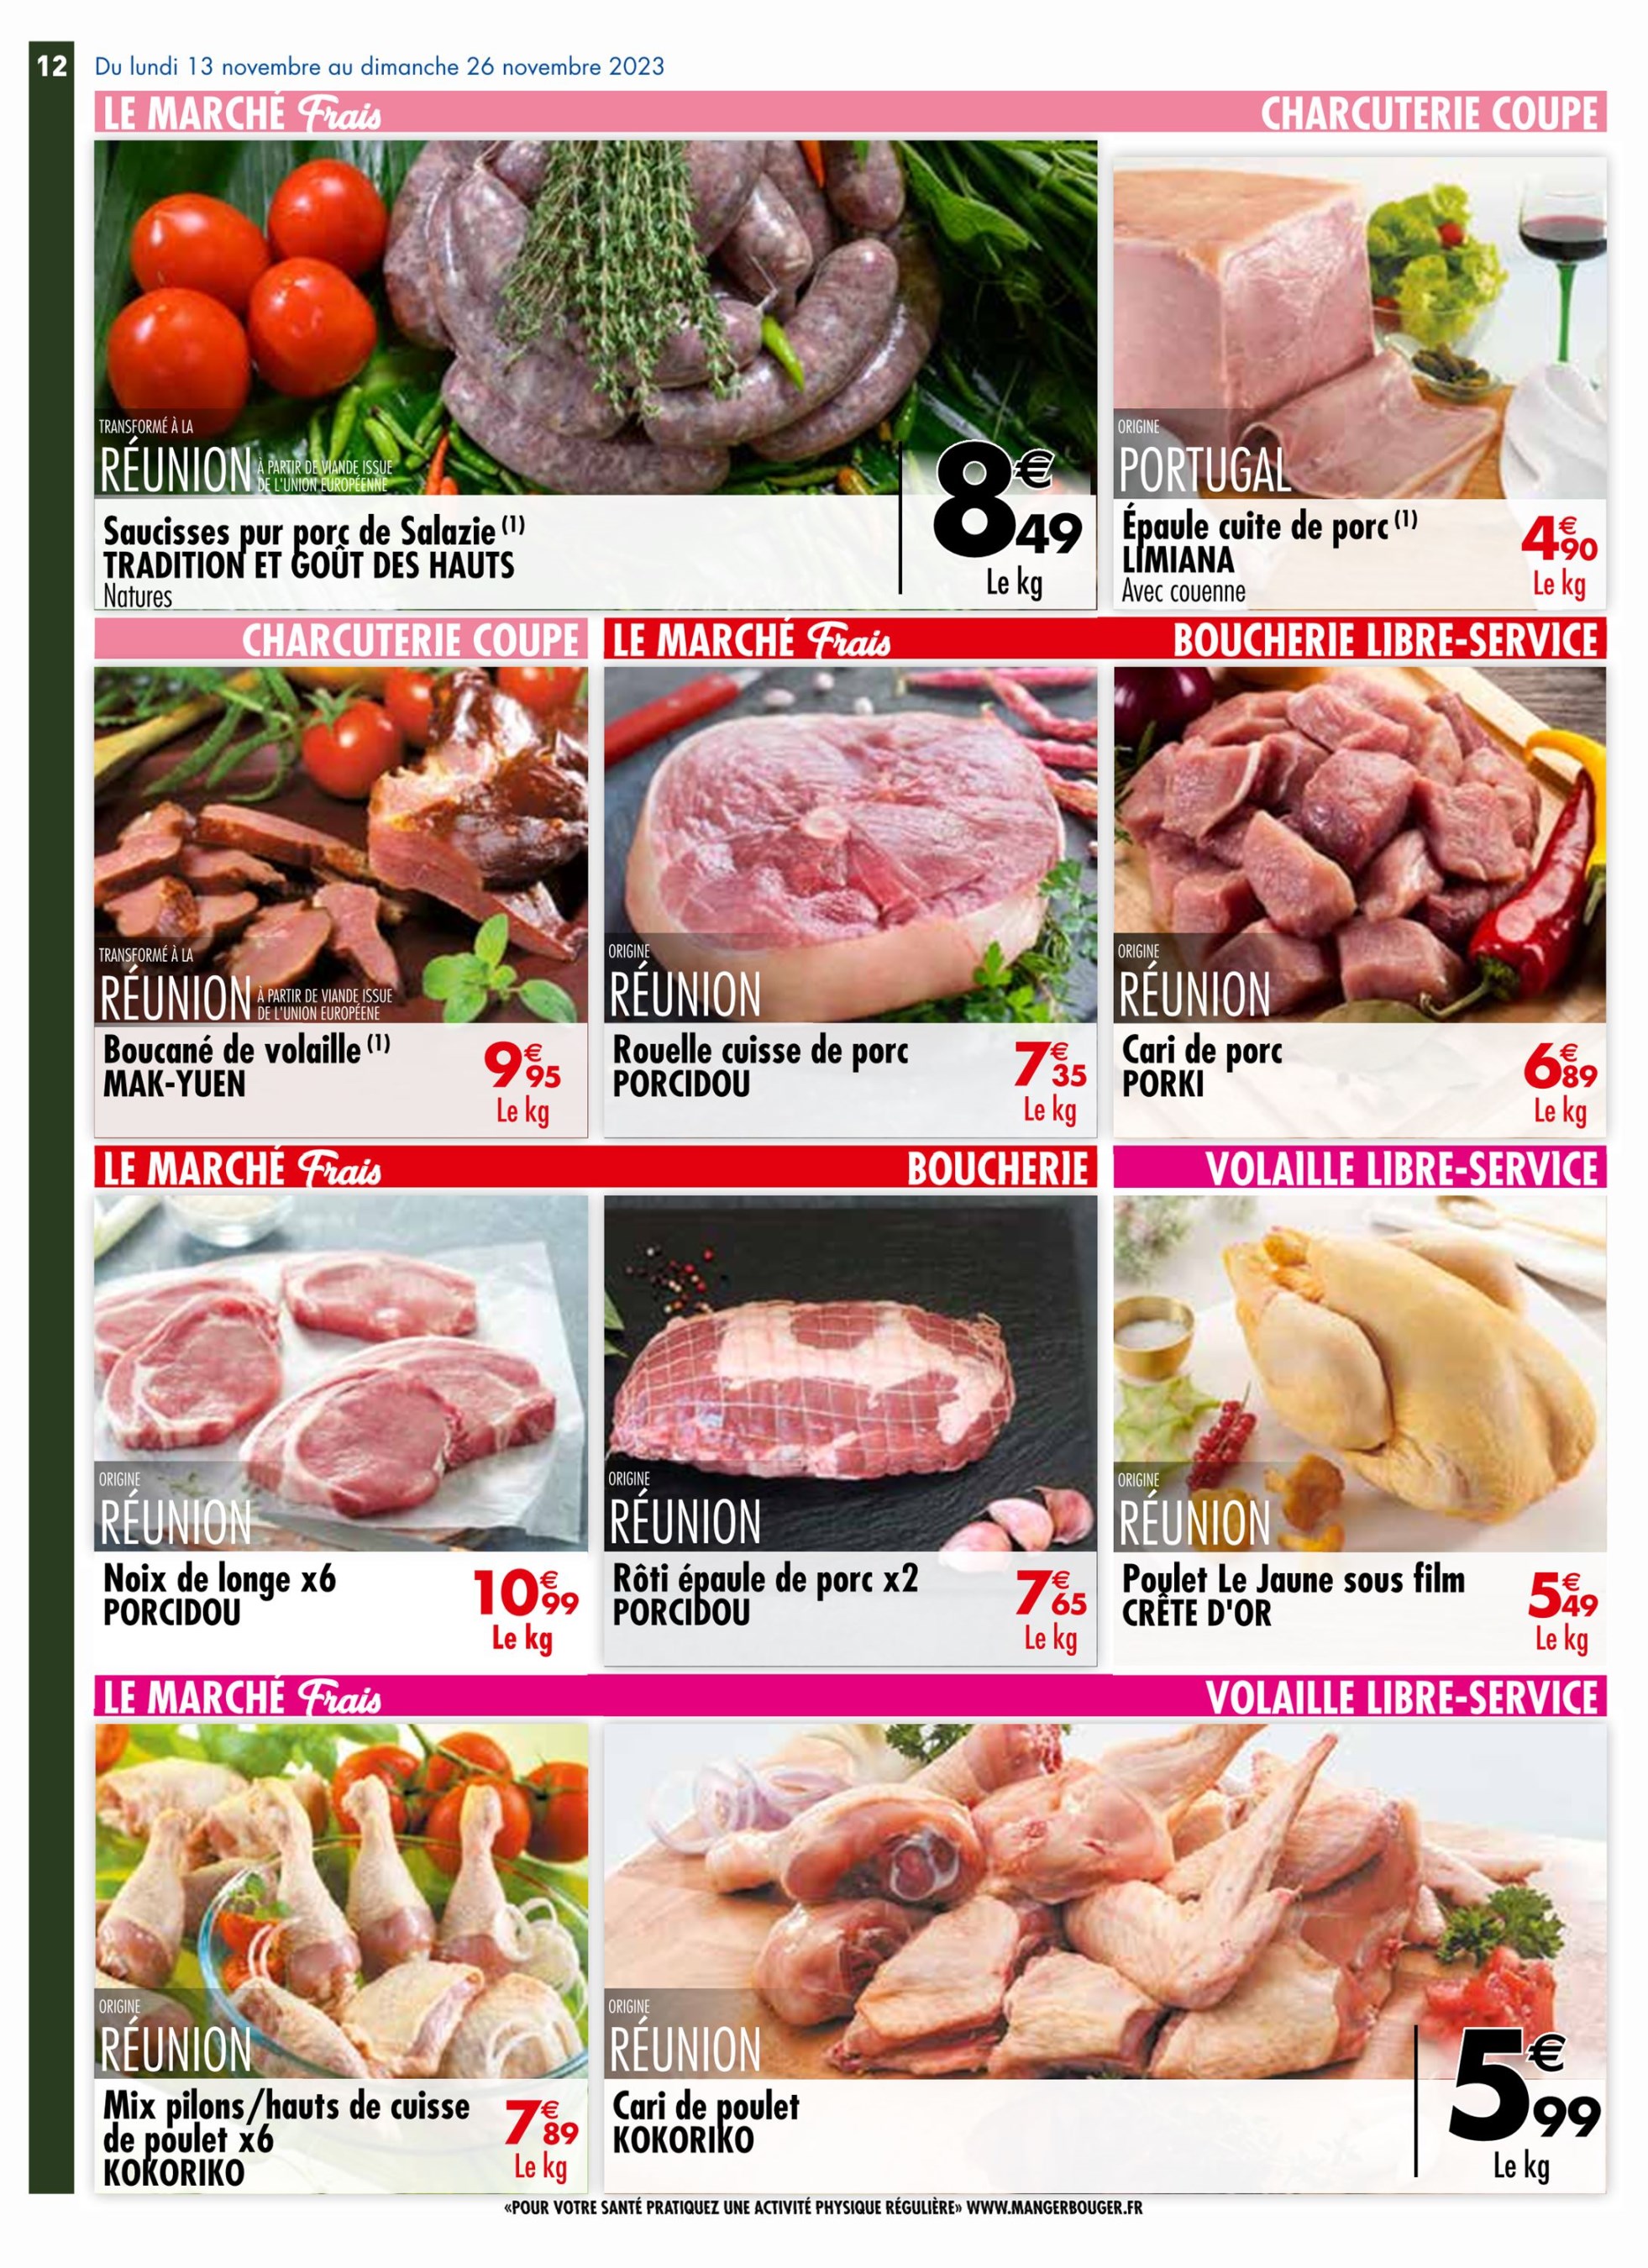 12
Du lundi 13 novembre au dimanche 26 novembre 2023
LE MARCHÉ Frais
CHARCUTERIE COUPE
TRANSFORMÉ À LA
RÉUNION
À PARTIR DE VIANDE ISSUE
DE L'UNION EUROPÉENNE
Saucisses pur porc de Salazie (1)
TRADITION ET GOÛT DES HAUTS
Natures
8€49
Le kg
ORIGINE
PORTUGAL
Épaule cuite de porc (1)
LIMIANA
Avec couenne
4€90
Le kg
CHARCUTERIE COUPE
TRANSFORMÉ À LA
RÉUNION
À PARTIR DE VIANDE ISSUE
DE L'UNION EUROPÉENE
Boucané de volaille (1)
MAK-YUEN
9€95
Le kg
LE MARCHÉ Frais
BOUCHERIE LIBRE-SERVICE
ORIGINE
RÉUNION
Rouelle cuisse de porc
PORCIDOU
7€35
Le kg
ORIGINE
RÉUNION
Cari de porc
PORKI
6€89
Le kg
LE MARCHÉ Frais
BOUCHERIE
ORIGINE
RÉUNION
Noix de longe x6
PORCIDOU
10€99
Le kg
ORIGINE
RÉUNION
Rôti épaule de porc x2
PORCIDOU
7€65
Le kg
VOLAILLE LIBRE-SERVICE
ORIGINE
RÉUNION
Poulet Le Jaune sous film
CRÊTE D'OR
5€49
Le kg
LE MARCHÉ Frais
VOLAILLE LIBRE-SERVICE
ORIGINE
RÉUNION
Mix pilons/hauts de cuisse
de poulet x6
KOKORIKO
7€89
Le kg
ORIGINE
RÉUNION
Cari de poulet
KOKORIKO
5€99
Le kg
«POUR VOTRE SANTÉ PRATIQUEZ UNE ACTIVITÉ PHYSIQUE RÉGULIÈRE» WWW.MANGERBOUGER.FR